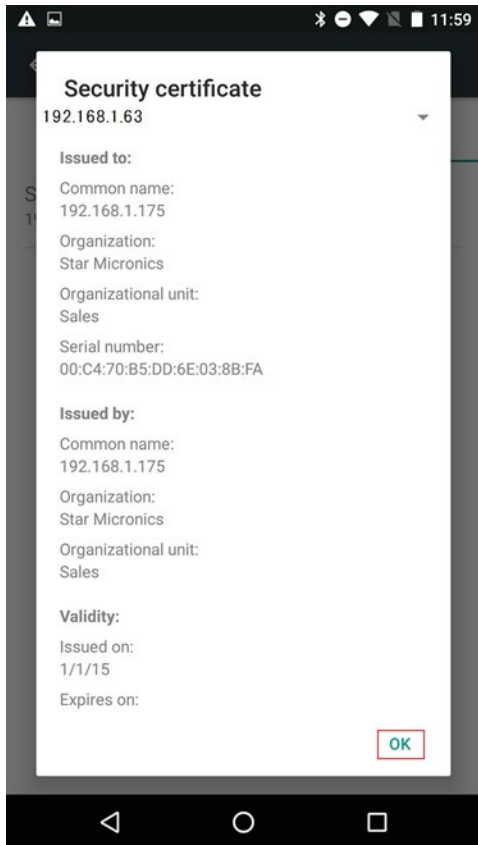 11:59
Security certificate
192.168.1.63
Issued to:
Common name:
192.168.1.175
Organization:
Star Micronics
Organizational unit:
Sales
Serial number:
00:C4:70:B5:DD:6E:03:8B:FA
Issued by:
Common name:
192.168.1.175
Organization:
Star Micronics
Organizational unit:
Sales
Validity:
Issued on:
1/1/15
Expires on:
OK